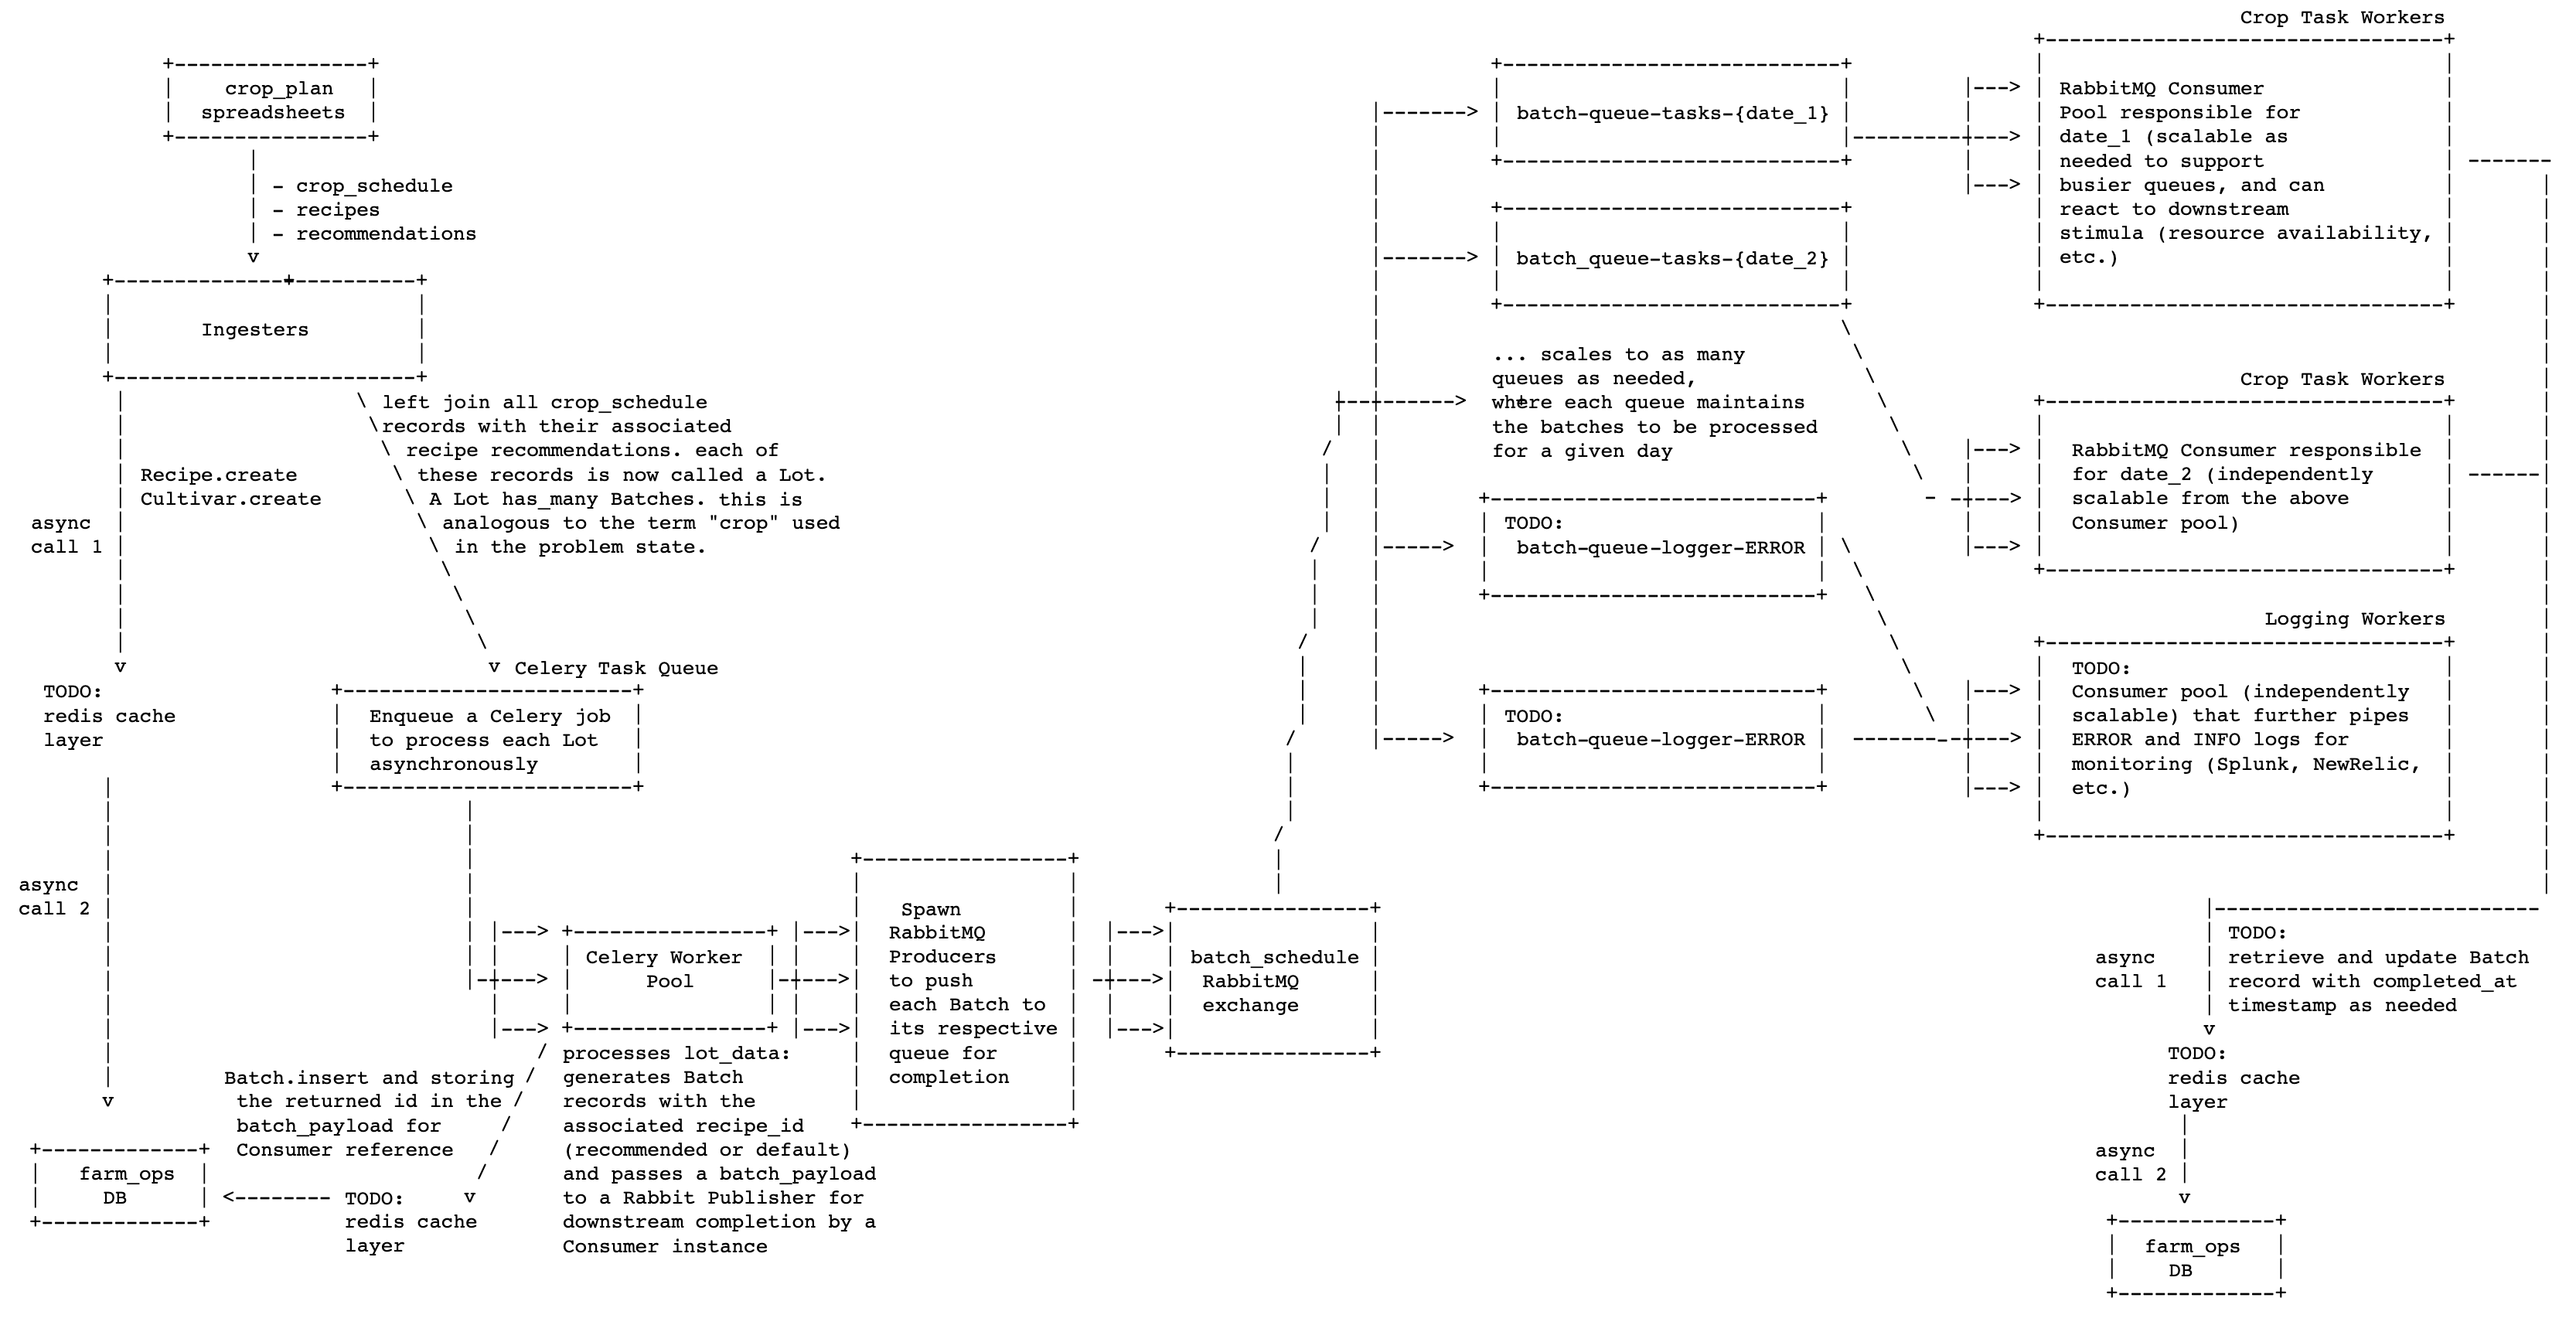 crop_plan
spreadsheets
- crop_schedule
- recipes
- recommendations
v
Ingesters
left join all crop_schedule
records with their associated
recipe recommendations. each of
these records is now called a Lot.
A Lot has_many Batches. this is
analogous to the term "crop" used
in the problem state.
Recipe.create
Cultivar.create
async
call 1
v
TODO:
redis cache
layer
async
call 2
v
v Celery Task Queue
Enqueue a Celery job
to process each Lot
asynchronously
Celery Worker
Pool
processes lot_data:
generates Batch
records with the
associated recipe_id
(recommended or default)
and passes a batch_payload
to a Rabbit Publisher for
downstream completion by a
Consumer instance
Batch.insert and storing
the returned id in the
batch_payload for
Consumer reference
v
TODO:
redis cache
layer
farm_ops
DB
Spawn
RabbitMQ
Producers
to push
each Batch to
its respective
queue for
completion
batch_schedule
RabbitMQ
exchange
batch-queue-tasks-{date_1}
batch_queue-tasks-{date_2}
... scales to as many
queues as needed,
where each queue maintains
the batches to be processed
for a given day
TODO:
batch-queue-logger-ERROR
TODO:
batch-queue-logger-ERROR
Crop Task Workers
RabbitMQ Consumer
Pool responsible for
date_1 (scalable as
needed to support
busier queues, and can
react to downstream
stimula (resource availability,
etc.)
Crop Task Workers
RabbitMQ Consumer responsible
for date_2 (independently
scalable from the above
Consumer pool)
Logging Workers
TODO:
Consumer pool (independently
scalable) that further pipes
ERROR and INFO logs for
monitoring (Splunk, NewRelic,
etc.)
TODO:
retrieve and update Batch
record with completed_at
timestamp as needed
async
call 1
v
TODO:
redis cache
layer
async
call 2
v
farm_ops
DB